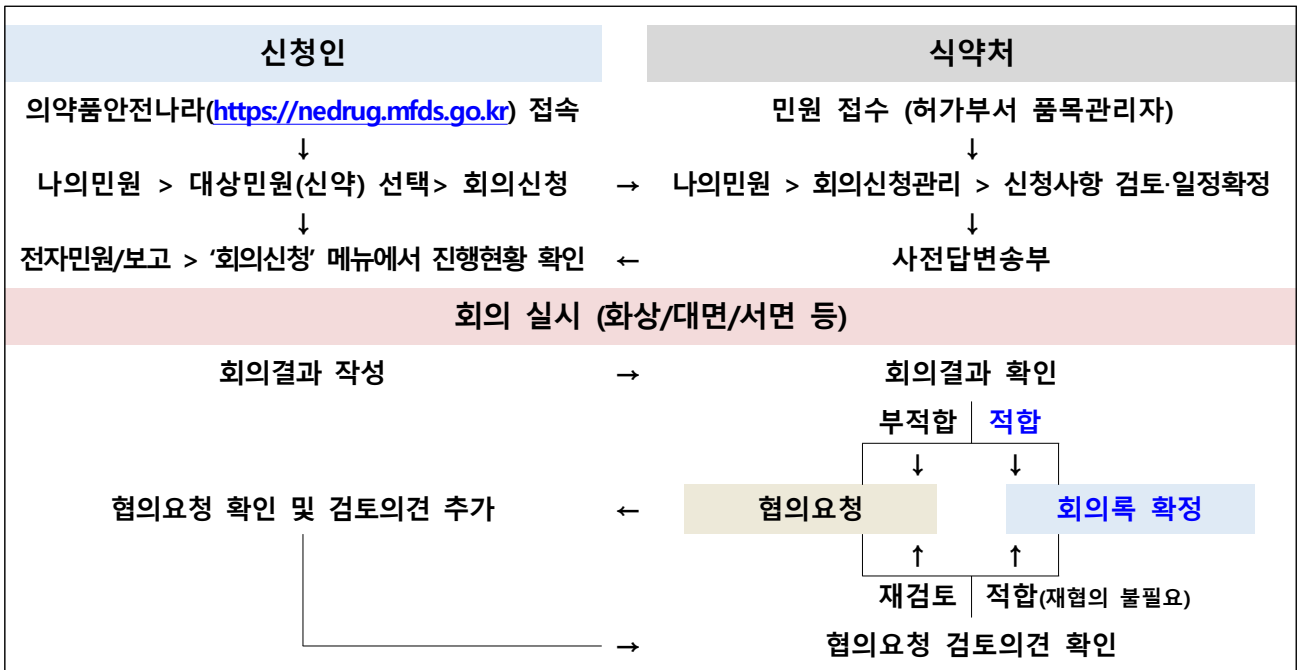 신청인 식약처
의약품안전나라(https://nedrug.mfds.go.kr) 접속 민원 접수 (허가부서 품목관리자)
↓ ↓
나의민원 > 대상민원(신약) 선택> 회의신청 → 나의민원 > 회의신청관리 > 신청사항 검토·일정확정
↓ ↓
전자민원/보고 > ‘회의신청’ 메뉴에서 진행현황 확인 ← 사전답변송부
회의 실시 (화상/대면/서면 등)
회의결과 작성 → 회의결과 확인
부적합 적합
↓ ↓
협의요청 확인 및 검토의견 추가 ← 협의요청 회의록 확정
↑ ↑
재검토 적합(재협의 불필요)
→ 협의요청 검토의견 확인